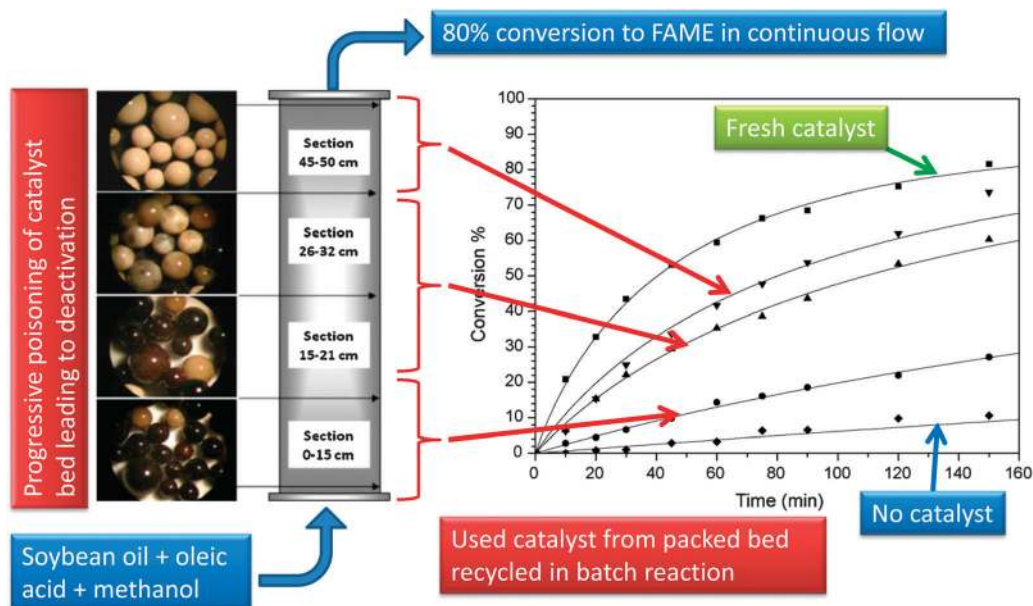 80% conversion to FAME in continuous flow
Progressive poisoning of catalyst
bed leading to deactivation
Section
45-50 cm
Section
26-32 cm
Section
15-21 cm
Section
0-15 cm
Soybean oil + oleic
acid + methanol
Conversion %
100
90
80
70
60
50
40
30
20
10
0
0
20
40
60
80
100
120
140
160
Time (min)
Fresh catalyst
No catalyst
Used catalyst from packed bed
recycled in batch reaction